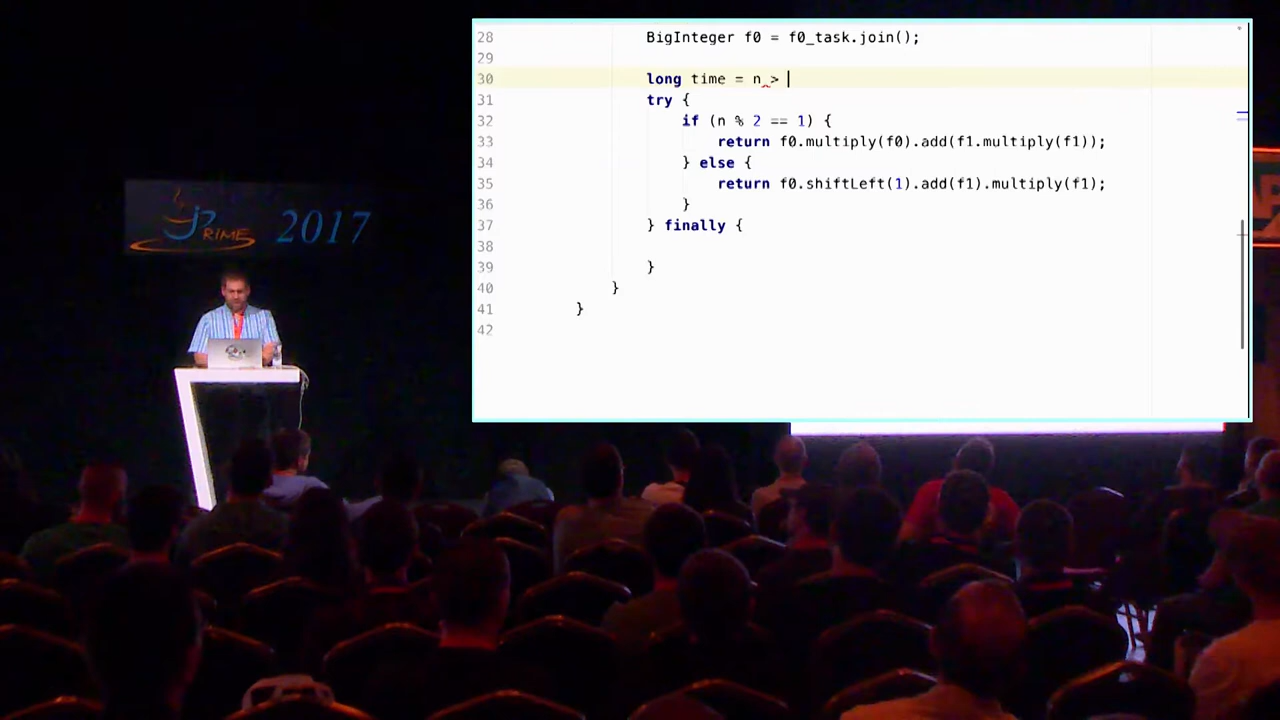 28 BigInteger f0 = f0_task.join();
29
30 long time = n >
31 try {
32 if (n % 2 == 1) {
33 return f0.multiply(f0).add(f1.multiply(f1));
34 } else {
35 return f0.shiftLeft(1).add(f1).multiply(f1);
36 }
37 } finally {
38
39 }
40 }
41 }
42
JPRIME 2017